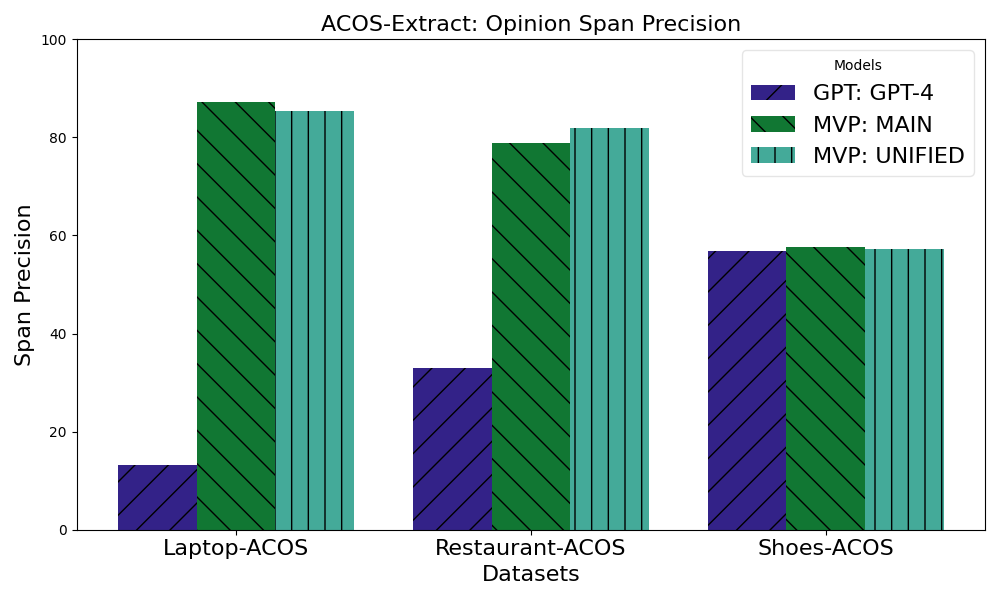 ACOS-Extract: Opinion Span Precision
Models
GPT: GPT-4
MVP: MAIN
MVP: UNIFIED
Span Precision
100
80
60
40
20
0
Laptop-ACOS Restaurant-ACOS Shoes-ACOS
Datasets